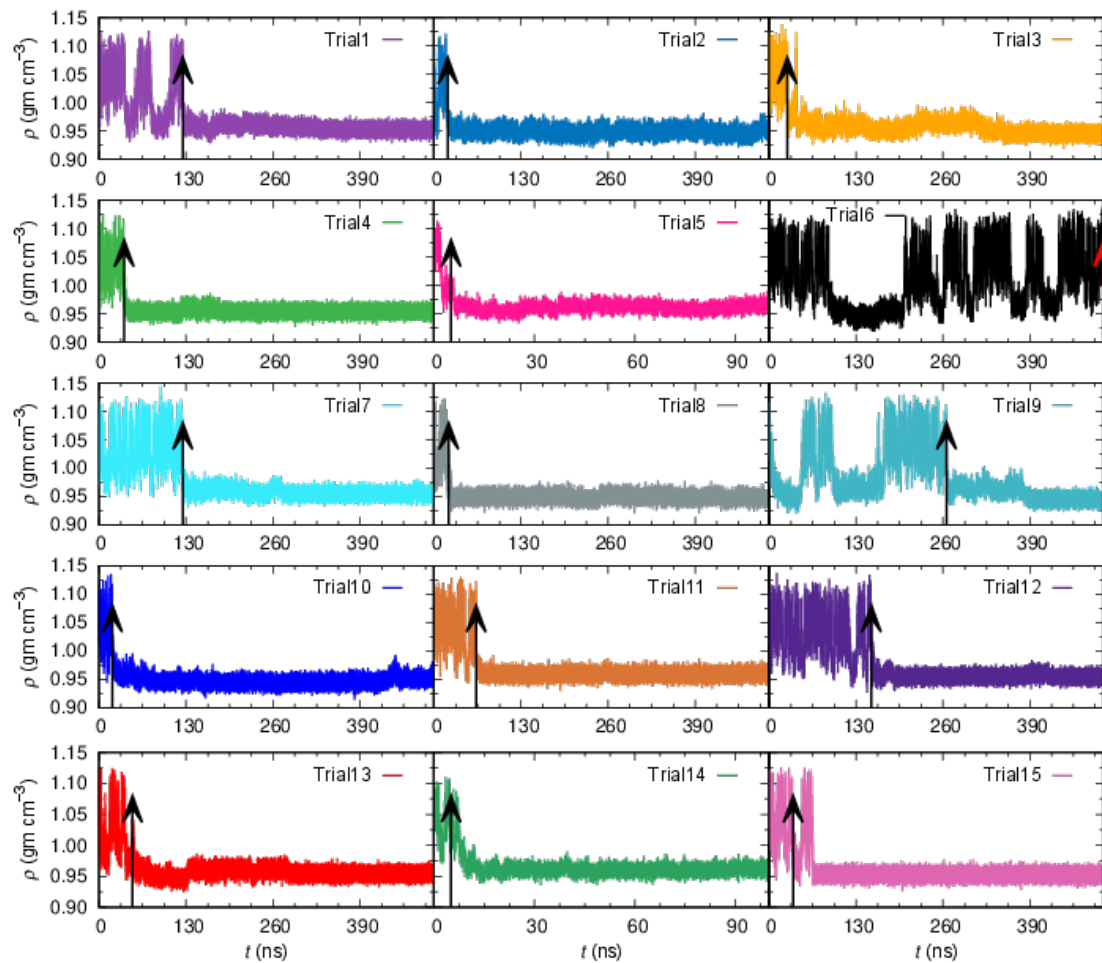 1.15
1.10
1.05
1.00
0.95
0.90
ρ (gm cm−3)
Trial1
Trial2
Trial3
0 130 260 390 0 130 260 390 0 130 260 390
1.15
1.10
1.05
1.00
0.95
0.90
ρ (gm cm−3)
Trial4
Trial5
Trial6
0 130 260 390 0 30 60 90 0 130 260 390
1.15
1.10
1.05
1.00
0.95
0.90
ρ (gm cm−3)
Trial7
Trial8
Trial9
0 130 260 390 0 130 260 390 0 130 260 390
1.15
1.10
1.05
1.00
0.95
0.90
ρ (gm cm−3)
Trial10
Trial11
Trial12
0 130 260 390 0 130 260 390 0 130 260 390
1.15
1.10
1.05
1.00
0.95
0.90
ρ (gm cm−3)
Trial13
Trial14
Trial15
0 130 260 390 0 30 60 90 0 130 260 390
t (ns) t (ns) t (ns)